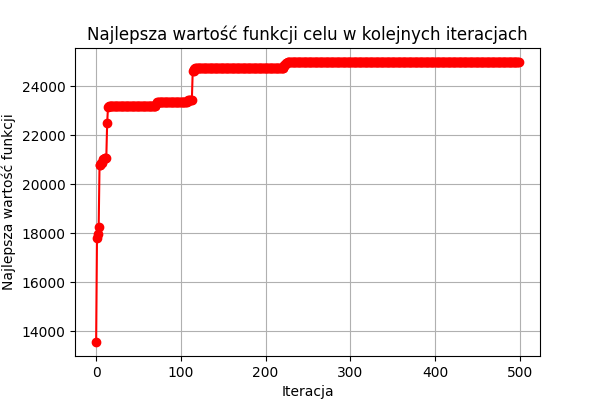 Najlepsza wartość funkcji celu w kolejnych iteracjach
Najlepsza wartość funkcji
24000
22000
20000
18000
16000
14000
0 100 200 300 400 500
Iteracja